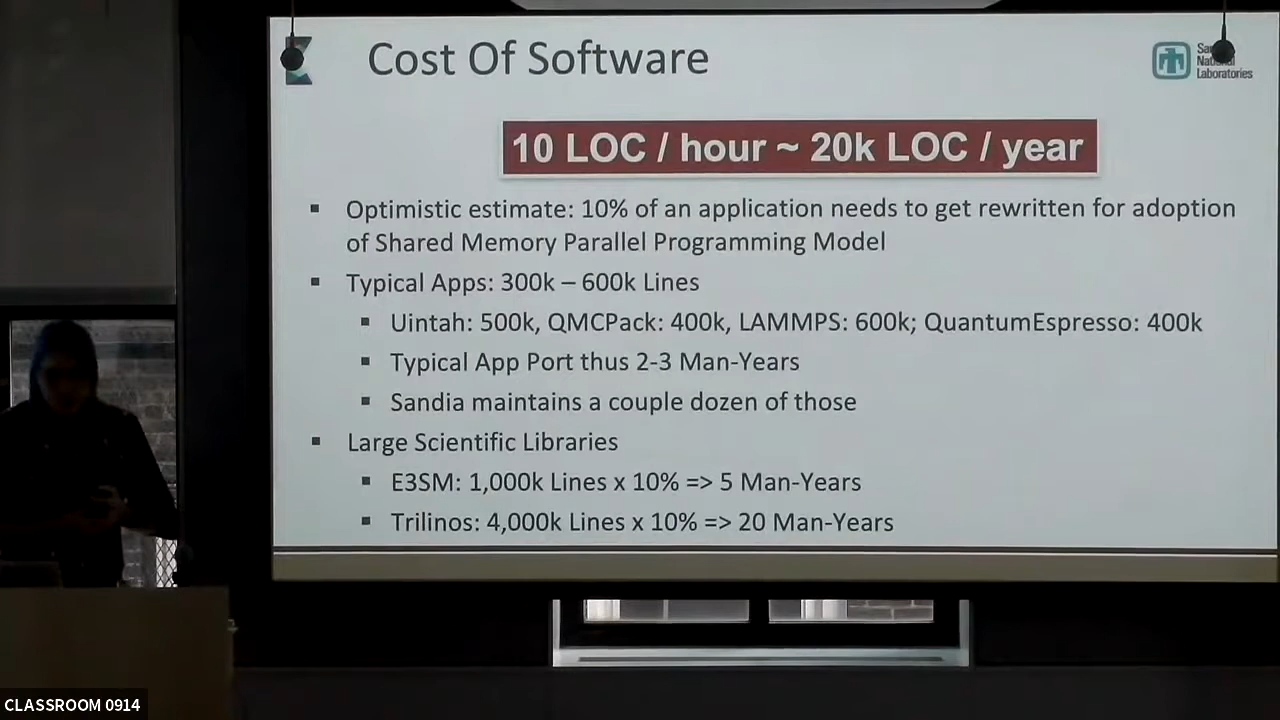 Cost Of Software
Laboratories
10 LOC / hour ~ 20k LOC / year
▪ Optimistic estimate: 10% of an application needs to get rewritten for adoption
of Shared Memory Parallel Programming Model
▪ Typical Apps: 300k – 600k Lines
▪ Uintah: 500k, QMCPack: 400k, LAMMPS: 600k; QuantumEspresso: 400k
▪ Typical App Port thus 2-3 Man-Years
▪ Sandia maintains a couple dozen of those
▪ Large Scientific Libraries
▪ E3SM: 1,000k Lines x 10% => 5 Man-Years
▪ Trilinos: 4,000k Lines x 10% => 20 Man-Years
CLASSROOM 0914